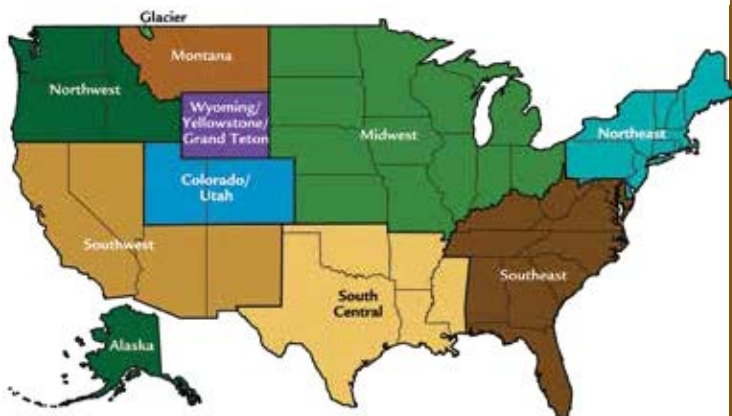 Glacier
Montana
Northwest
Wyoming/
Yellowstone/
Grand Teton
Midwest
Northeast
Colorado/
Utah
Southwest
Southeast
South
Central
Alaska